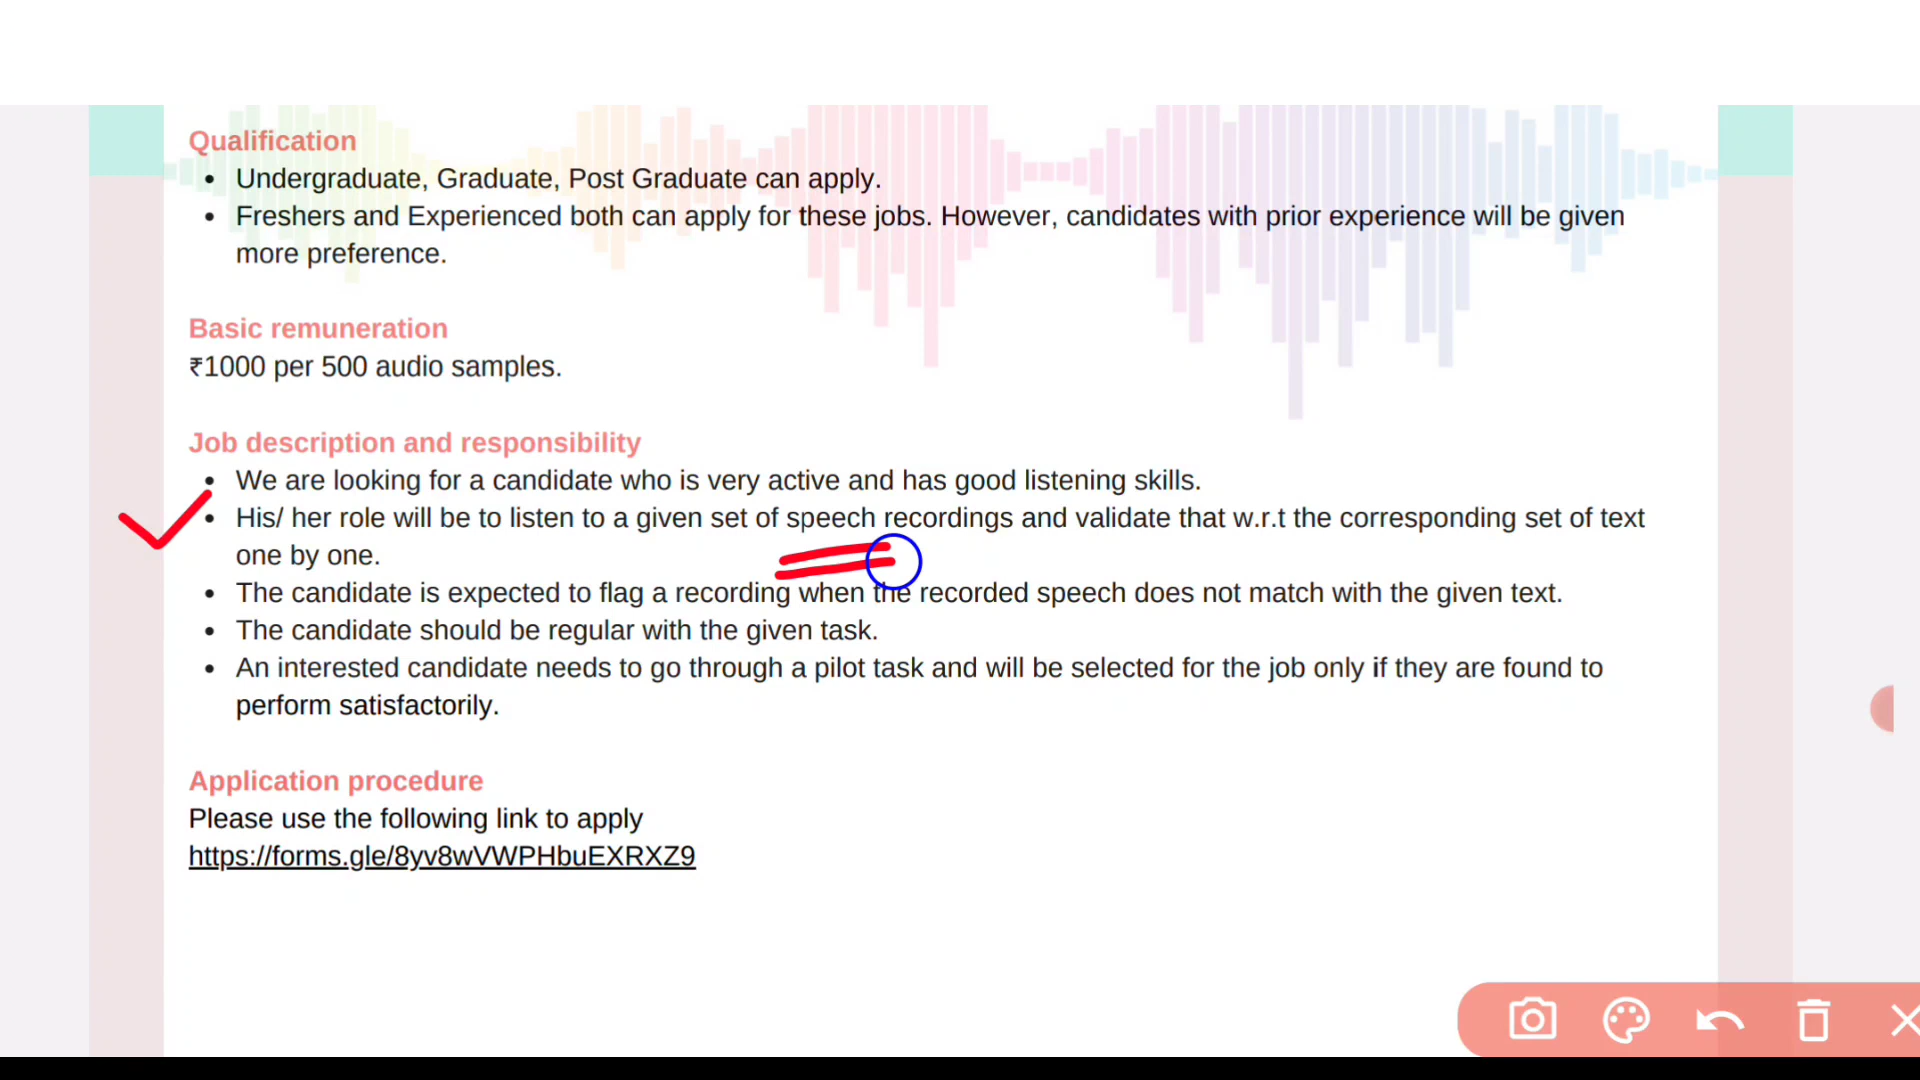 Qualification
• Undergraduate, Graduate, Post Graduate can apply.
• Freshers and Experienced both can apply for these jobs. However, candidates with prior experience will be given
more preference.
Basic remuneration
₹1000 per 500 audio samples.
Job description and responsibility
• We are looking for a candidate who is very active and has good listening skills.
• His/ her role will be to listen to a given set of speech recordings and validate that w.r.t the corresponding set of text
one by one.
• The candidate is expected to flag a recording when the recorded speech does not match with the given text.
• The candidate should be regular with the given task.
• An interested candidate needs to go through a pilot task and will be selected for the job only if they are found to
perform satisfactorily.
Application procedure
Please use the following link to apply
https://forms.gle/8yv8wVWPHbuEXRXZ9